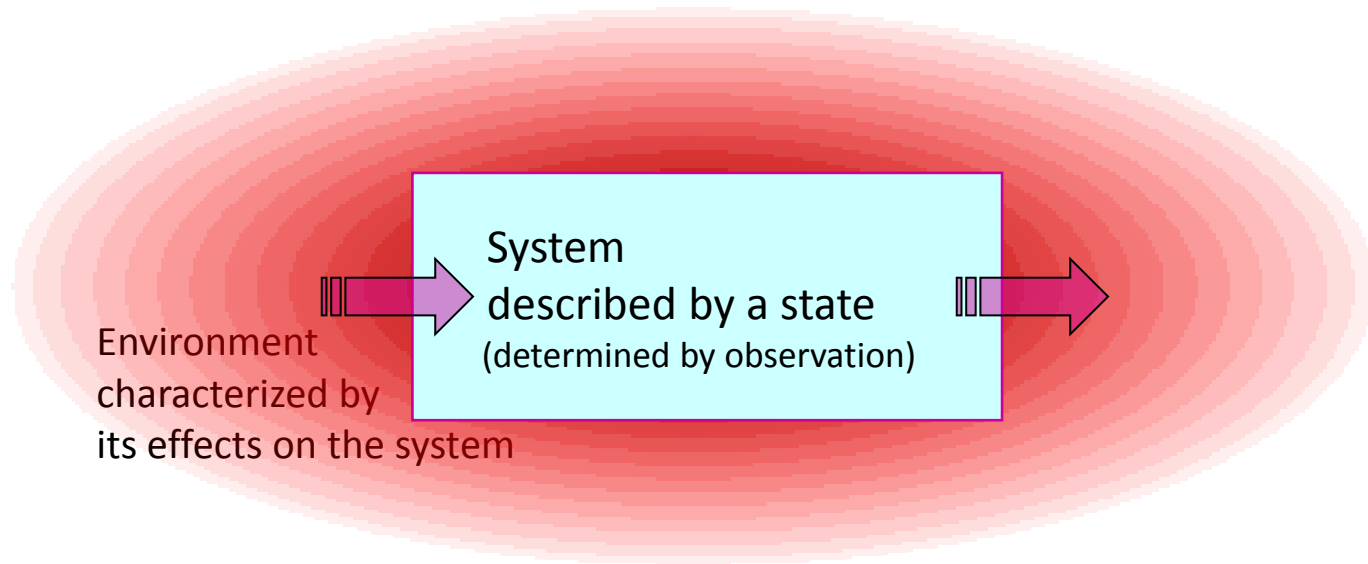 System
described by a state
(determined by observation)
Environment
characterized by
its effects on the system